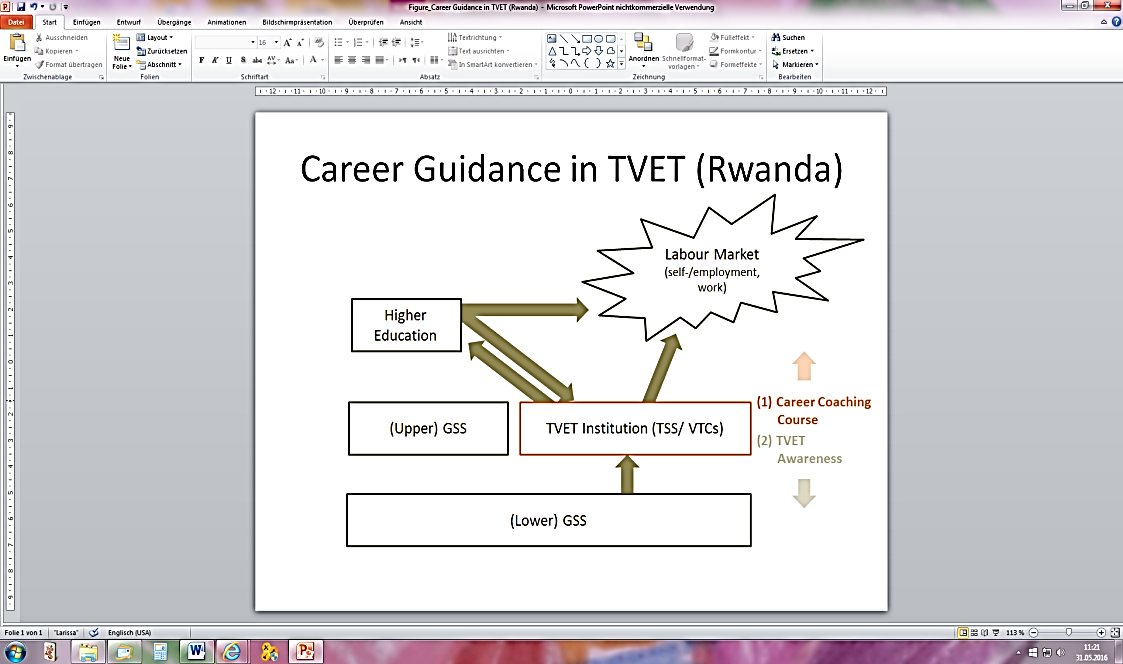 Figure_Career Guidance in TVET (Rwanda) - Microsoft PowerPoint nichtkommerzielle Verwendung
Datei Start Einfügen Entwurf Übergänge Animationen Bildschirmpräsentation Überprüfen Ansicht
Einfügen
Ausschneiden
Kopieren
Format übertragen
Zwischenablage
Neue
Folie
Layout
Zurücksetzen
Abschnitt
Folien
16
Schriftart
Textrichtung
Text ausrichten
In SmartArt konvertieren
Absatz
Anordnen
Schnellformat-
vorlagen
Fülleffekt
Formkontur
Formeffekte
Zeichnung
Suchen
Ersetzen
Markieren
Bearbeiten
Career Guidance in TVET (Rwanda)
Labour Market
(self-/employment,
work)
Higher
Education
(1) Career Coaching
Course
(Upper) GSS
TVET Institution (TSS/ VTCs)
(2) TVET
Awareness
(Lower) GSS
Folie 1 von 1 "Larissa" Englisch (USA) 113 %
11:21
31.05.2016